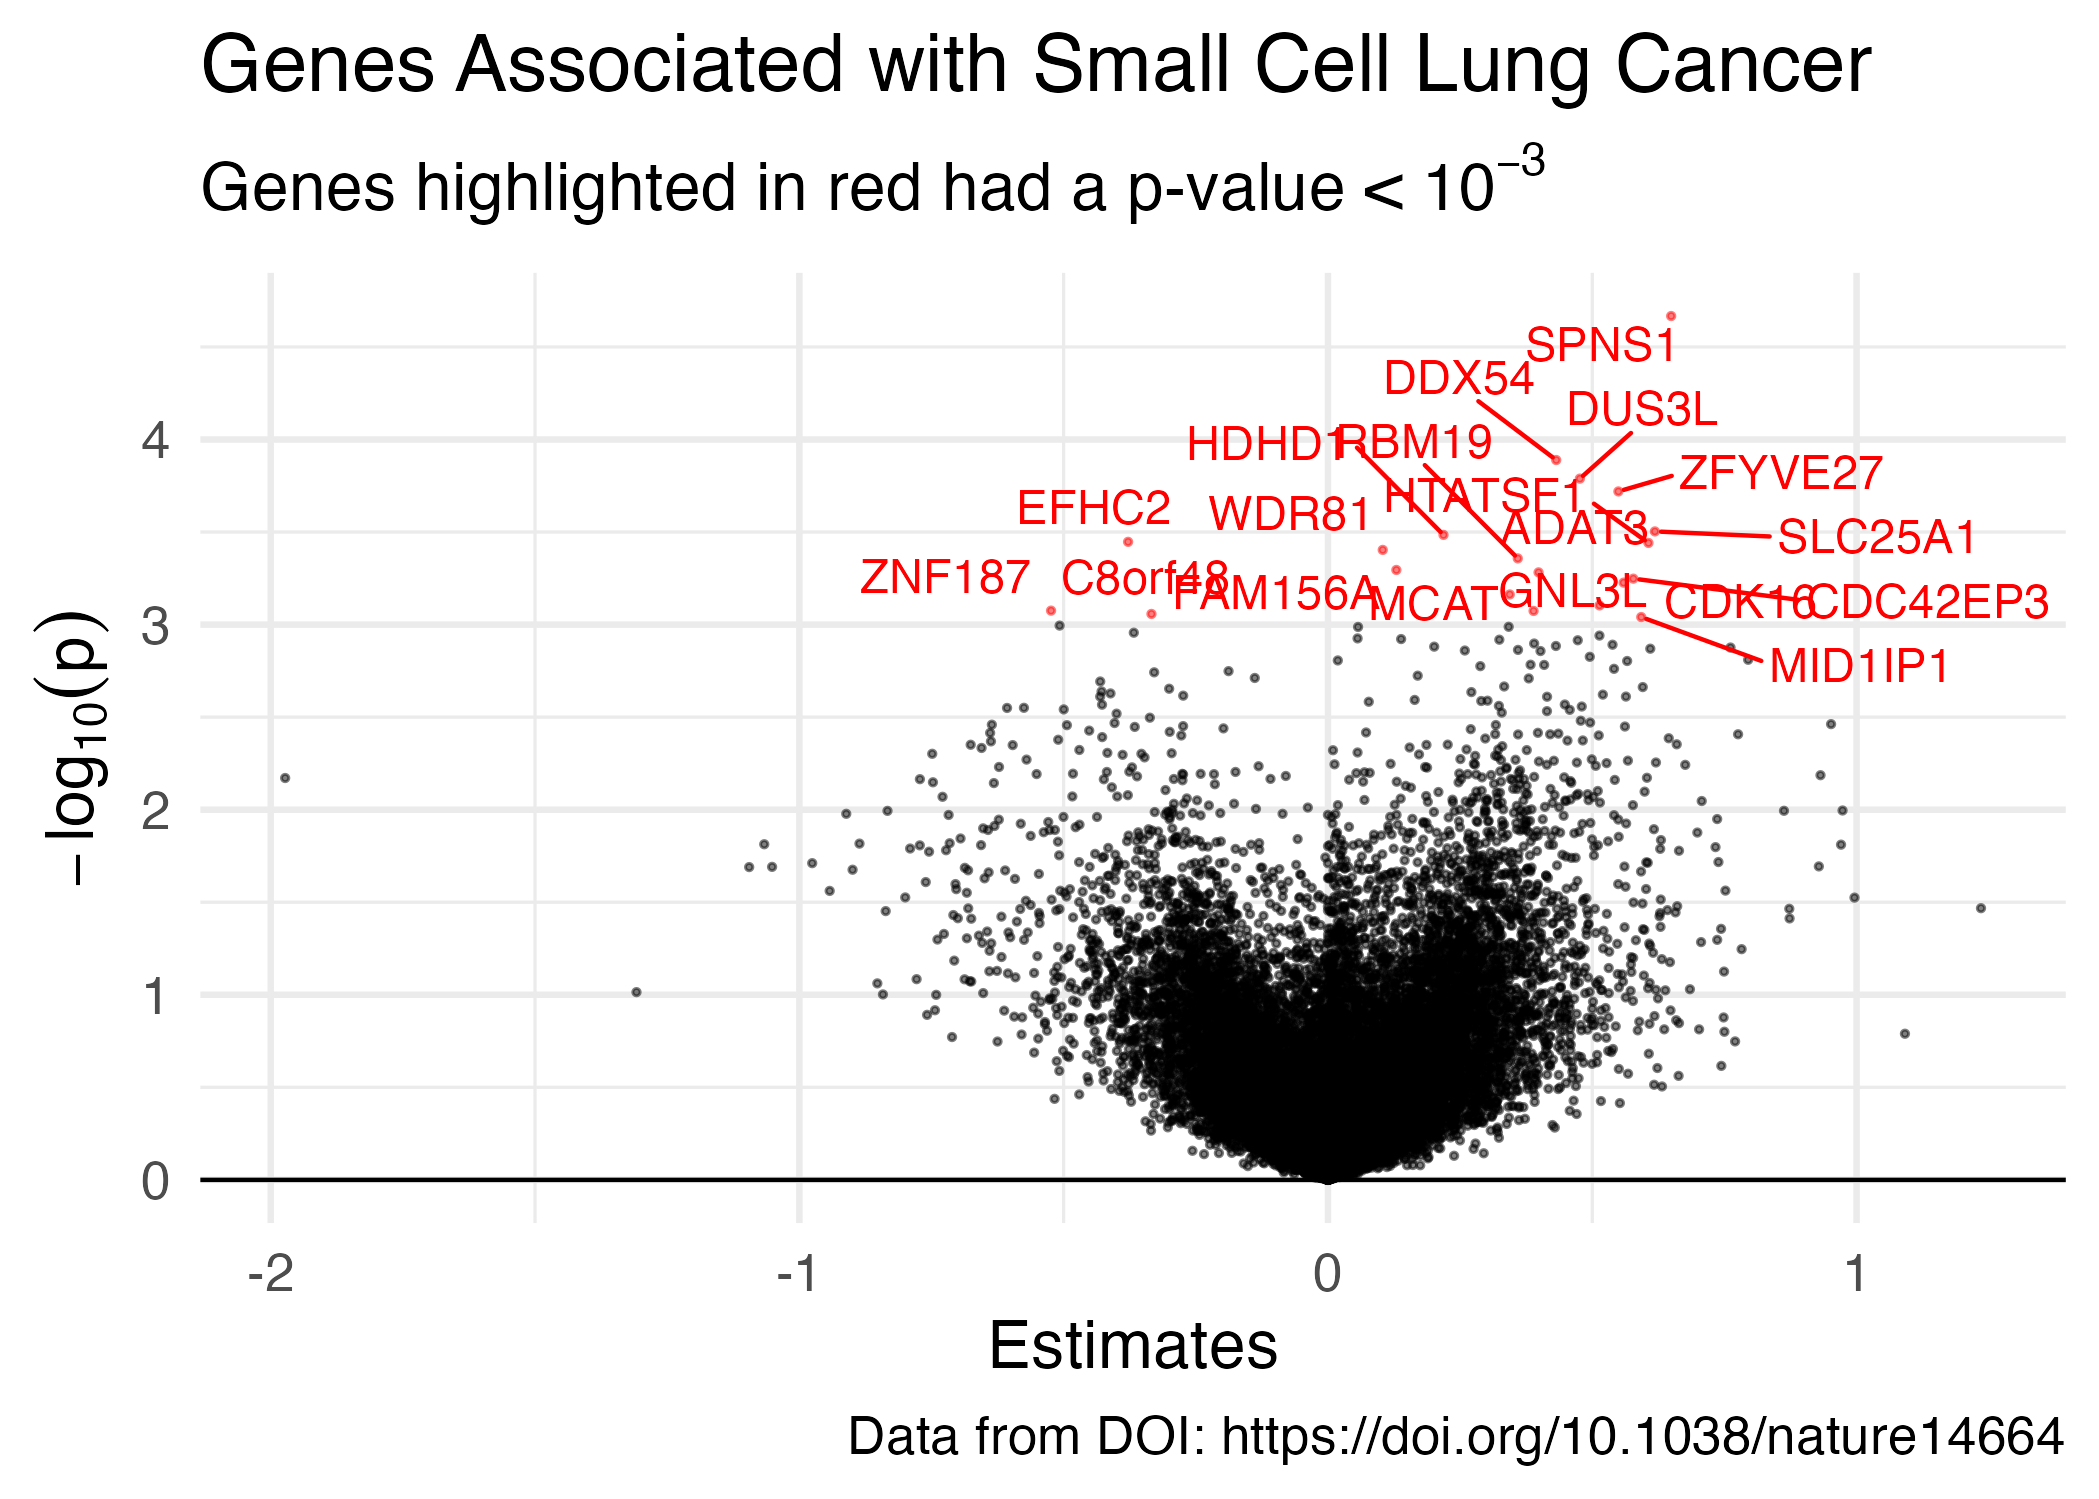 Genes Associated with Small Cell Lung Cancer
Genes highlighted in red had a p-value < 10⁻³
SPNS1
DDX54
DUS3L
HDHD1
RBM19
ZFYVE27
HTATSF1
EFHC2
WDR81
ADAT3
SLC25A1
ZNF187
C8orf48
FAM156A
MCAT
GNL3L
CDK16
CDC42EP3
MID1IP1
4
3
2
1
0
−log₁₀(p)
-2
-1
0
1
Estimates
Data from DOI: https://doi.org/10.1038/nature14664